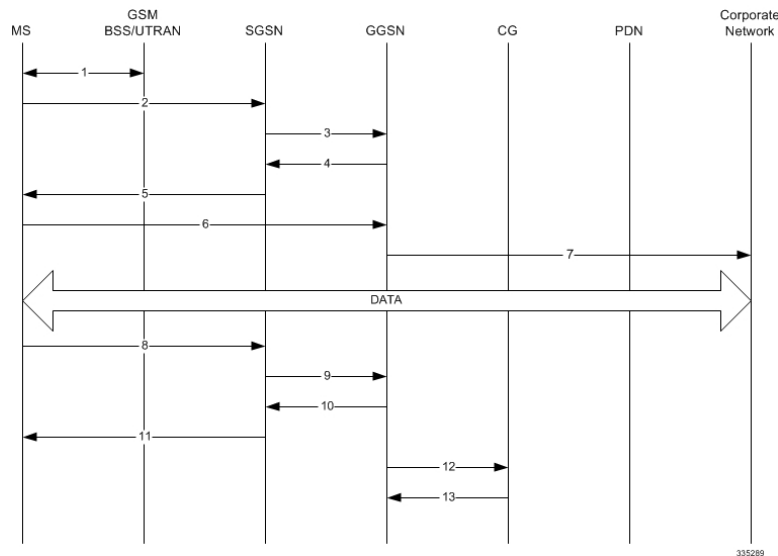 GSM
Corporate
MS
BSS/UTRAN
SGSN
GGSN
CG
PDN
Network
1
2
3
4
5
6
7
DATA
8
9
10
11
12
13
335289